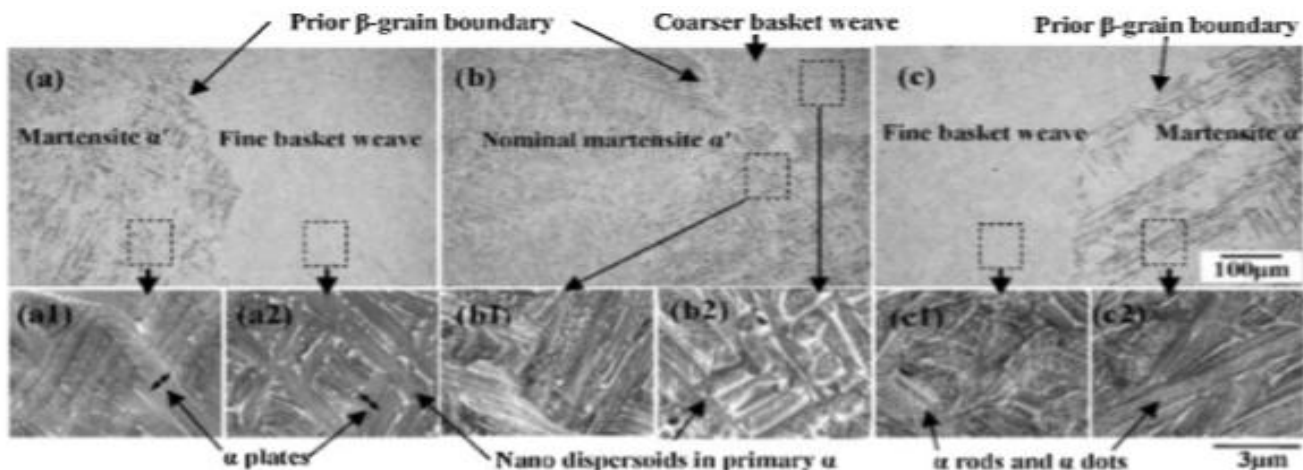 Prior β-grain boundary
Coarser basket weave
Prior β-grain boundary
(a)
(b)
(c)
Martensite α'
Fine basket weave
Nominal martensite α'
Fine basket weave
Martensite α'
100μm
(a1)
(a2)
(b1)
(b2)
(c1)
(c2)
α plates
Nano dispersoids in primary α
α rods and α dots
3μm